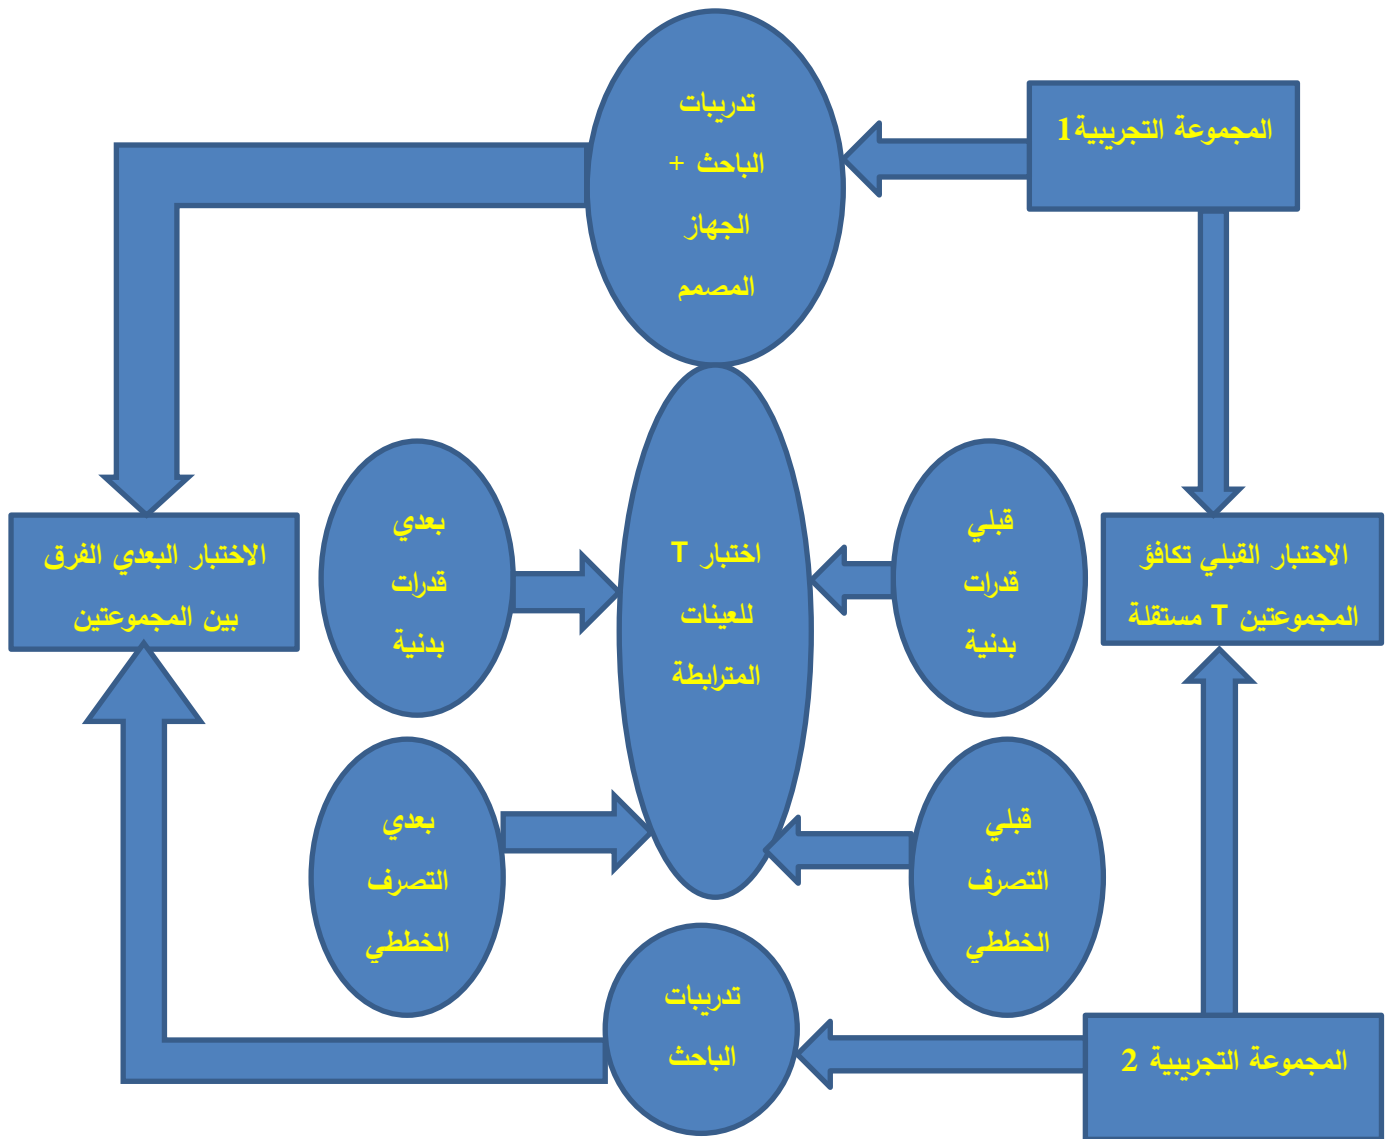 المجموعة التجريبية1
تدريبات
الباحث +
الجهاز
المصمم
قبلي
قدرات
بدنية
بعدي
قدرات
بدنية
اختبار T
للعينات
المترابطة
الاختبار القبلي تكافؤ
المجموعتين T مستقلة
الاختبار البعدي الفرق
بين المجموعتين
قبلي
التصرف
الخططي
بعدي
التصرف
الخططي
تدريبات
الباحث
المجموعة التجريبية 2